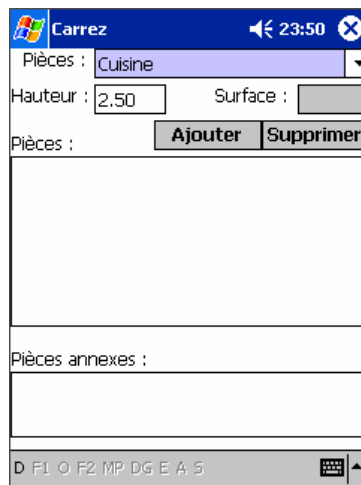 Carrez 23:50
Pièces : Cuisine
Hauteur : 2.50 Surface :
Ajouter Supprimer
Pièces :
Pièces annexes :
D F1 O F2 MP DG E A S